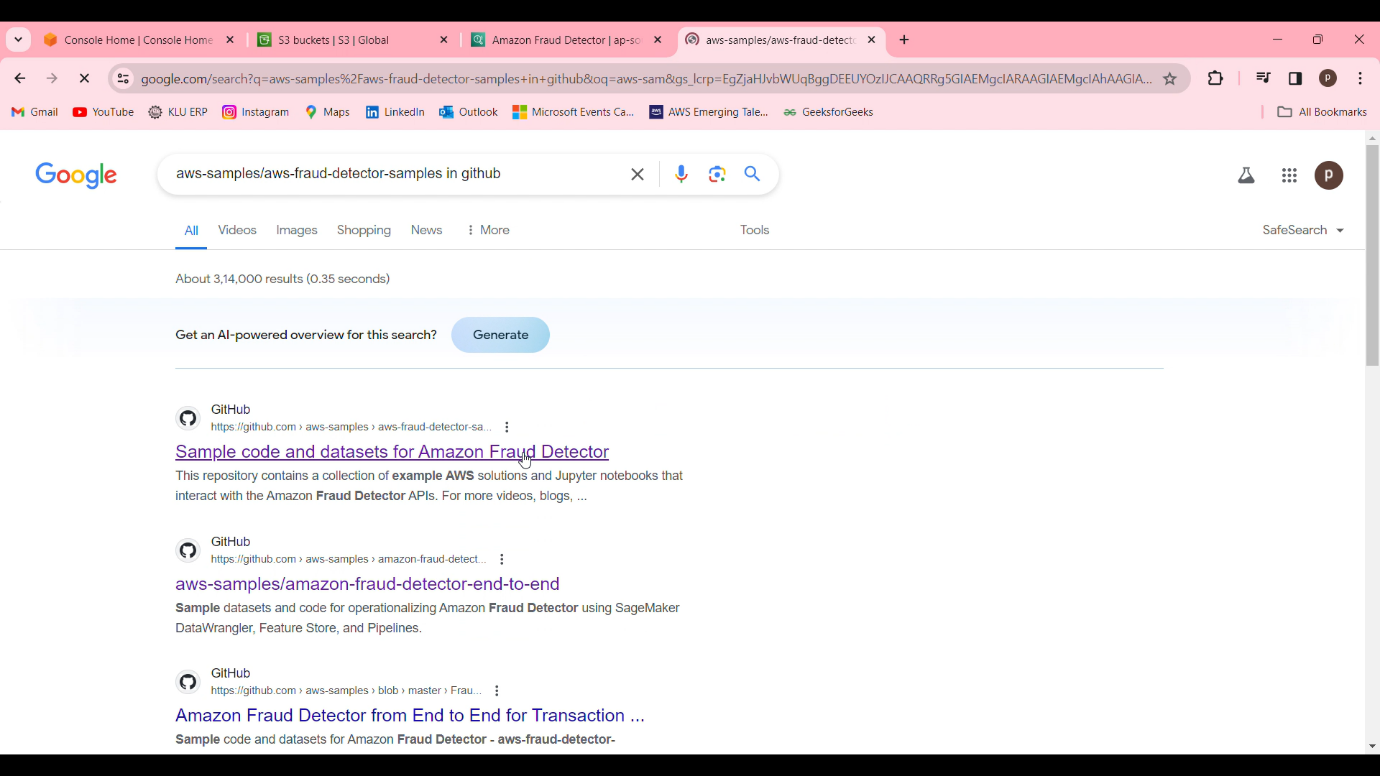 Console Home | Console Home
S3 buckets | S3 | Global
Amazon Fraud Detector | ap-so
aws-samples/aws-fraud-detecto
google.com/search?q=aws-samples%2Faws-fraud-detector-samples+in+github&oq=aws-sam&gs_lcrp=EgZjaHJvbWUqBggDEEUYOzIJCAAQRRg5GIAEMgcIARAAGIAEMgcIAhAAGIA...
p
Gmail
YouTube
KLU ERP
Instagram
Maps
LinkedIn
Outlook
Microsoft Events Ca...
AWS Emerging Tale...
GeeksforGeeks
All Bookmarks
Google
aws-samples/aws-fraud-detector-samples in github
p
All
Videos
Images
Shopping
News
More
Tools
SafeSearch
About 3,14,000 results (0.35 seconds)
Get an AI-powered overview for this search?
Generate
GitHub
https://github.com › aws-samples › aws-fraud-detector-sa...
Sample code and datasets for Amazon Fraud Detector
This repository contains a collection of example AWS solutions and Jupyter notebooks that
interact with the Amazon Fraud Detector APIs. For more videos, blogs, ...
GitHub
https://github.com › aws-samples › amazon-fraud-detect...
aws-samples/amazon-fraud-detector-end-to-end
Sample datasets and code for operationalizing Amazon Fraud Detector using SageMaker
DataWrangler, Feature Store, and Pipelines.
GitHub
https://github.com › aws-samples › blob › master › Frau...
Amazon Fraud Detector from End to End for Transaction ...
Sample code and datasets for Amazon Fraud Detector - aws-fraud-detector-